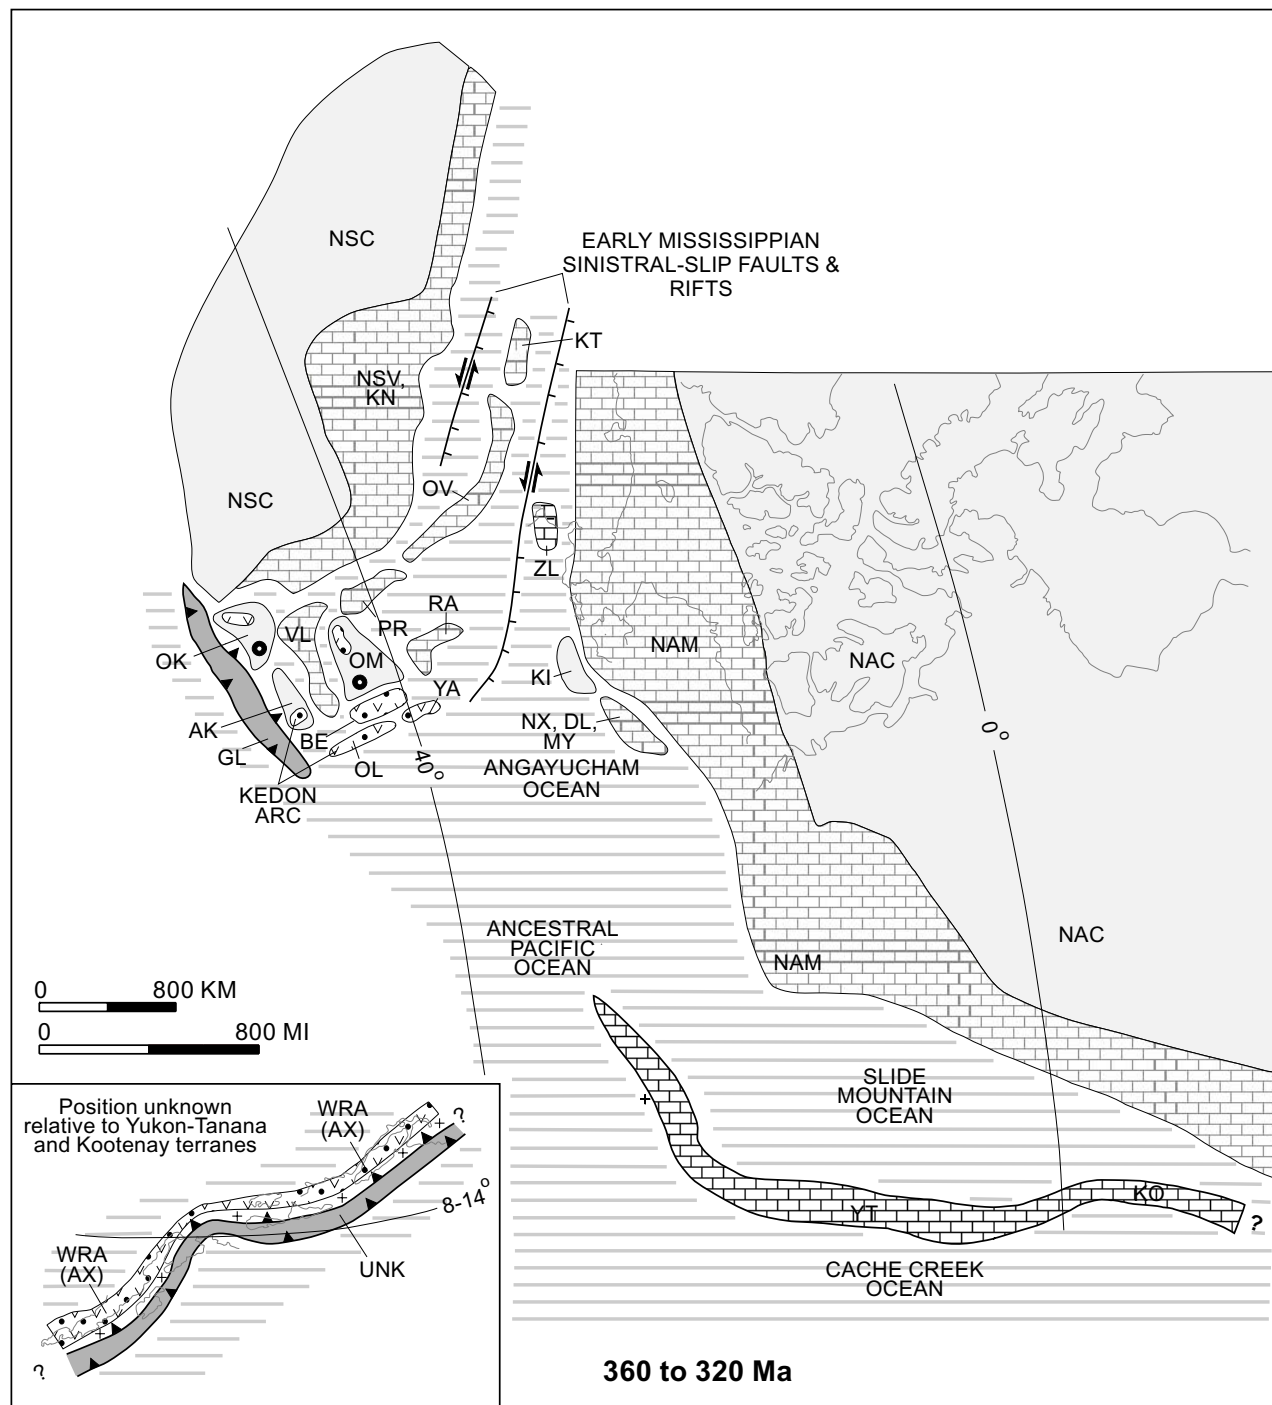 NSC
EARLY MISSISSIPPIAN
SINISTRAL-SLIP FAULTS &
RIFTS
KT
NSV,
KN
NSC
OV
ZL
RA
VL
PR
OM
OK
NAM
NAC
KI
YA
AK
BE
GL
OL
NX, DL,
MY
0°
40°
ANGAYUCHAM
OCEAN
KEDON
ARC
ANCESTRAL
PACIFIC
OCEAN
NAC
NAM
0 800 KM
0 800 MI
SLIDE
MOUNTAIN
OCEAN
Position unknown
relative to Yukon-Tanana
and Kootenay terranes
WRA
(AX)
?
8-14°
WRA
(AX)
UNK
?
KO
YT
?
CACHE CREEK
OCEAN
360 to 320 Ma